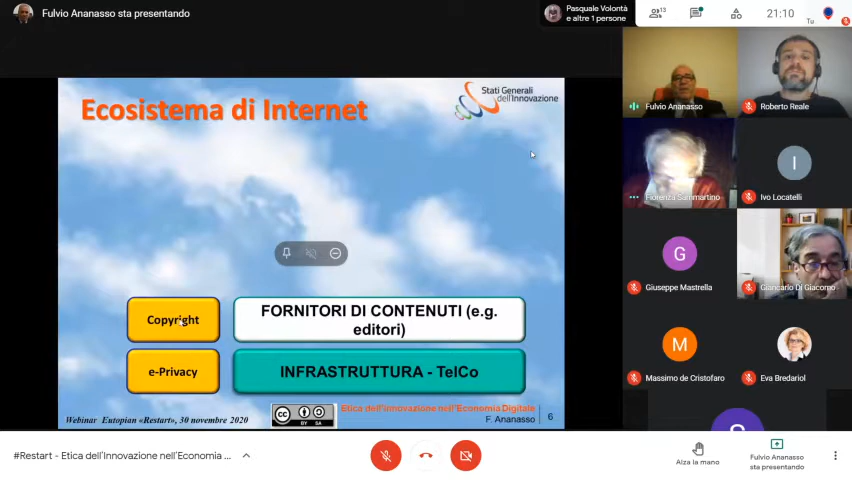 Fulvio Ananasso sta presentando
Pasquale Volontà
e altre 1 persone
13
21:10
Tu
Ecosistema di Internet
Stati Generali
dell'Innovazione
Copyright
FORNITORI DI CONTENUTI (e.g.
editori)
e-Privacy
INFRASTRUTTURA - TelCo
Webinar Eutopian «Restart», 30 novembre 2020
cc
BY SA
Etica dell'innovazione nell'Economia Digitale
F. Ananasso
6
Fulvio Ananasso
Roberto Reale
Fiorenza Sammartino
I
Ivo Locatelli
G
Giuseppe Mastrella
Giancarlo Di Giacomo
M
Massimo de Cristofaro
Eva Bredariol
#Restart - Etica dell'Innovazione nell'Economia ...
Alza la mano
Fulvio Ananasso
sta presentando